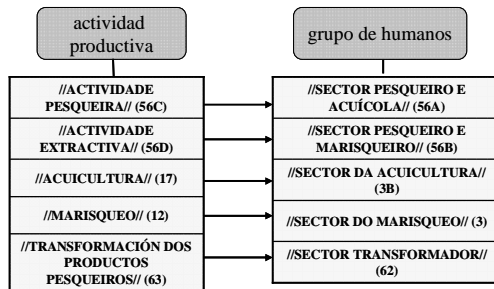 actividad
productiva
grupo de humanos
//ACTIVIDADE
PESQUEIRA// (56C)
//SECTOR PESQUEIRO E
ACUÍCOLA// (56A)
//ACTIVIDADE
EXTRACTIVA// (56D)
//SECTOR PESQUEIRO E
MARISQUEIRO// (56B)
//ACUICULTURA// (17)
//SECTOR DA ACUICULTURA//
(3B)
//MARISQUEO// (12)
//SECTOR DO MARISQUEO// (3)
//TRANSFORMACIÓN DOS
PRODUCTOS
PESQUEIROS// (63)
//SECTOR TRANSFORMADOR//
(62)